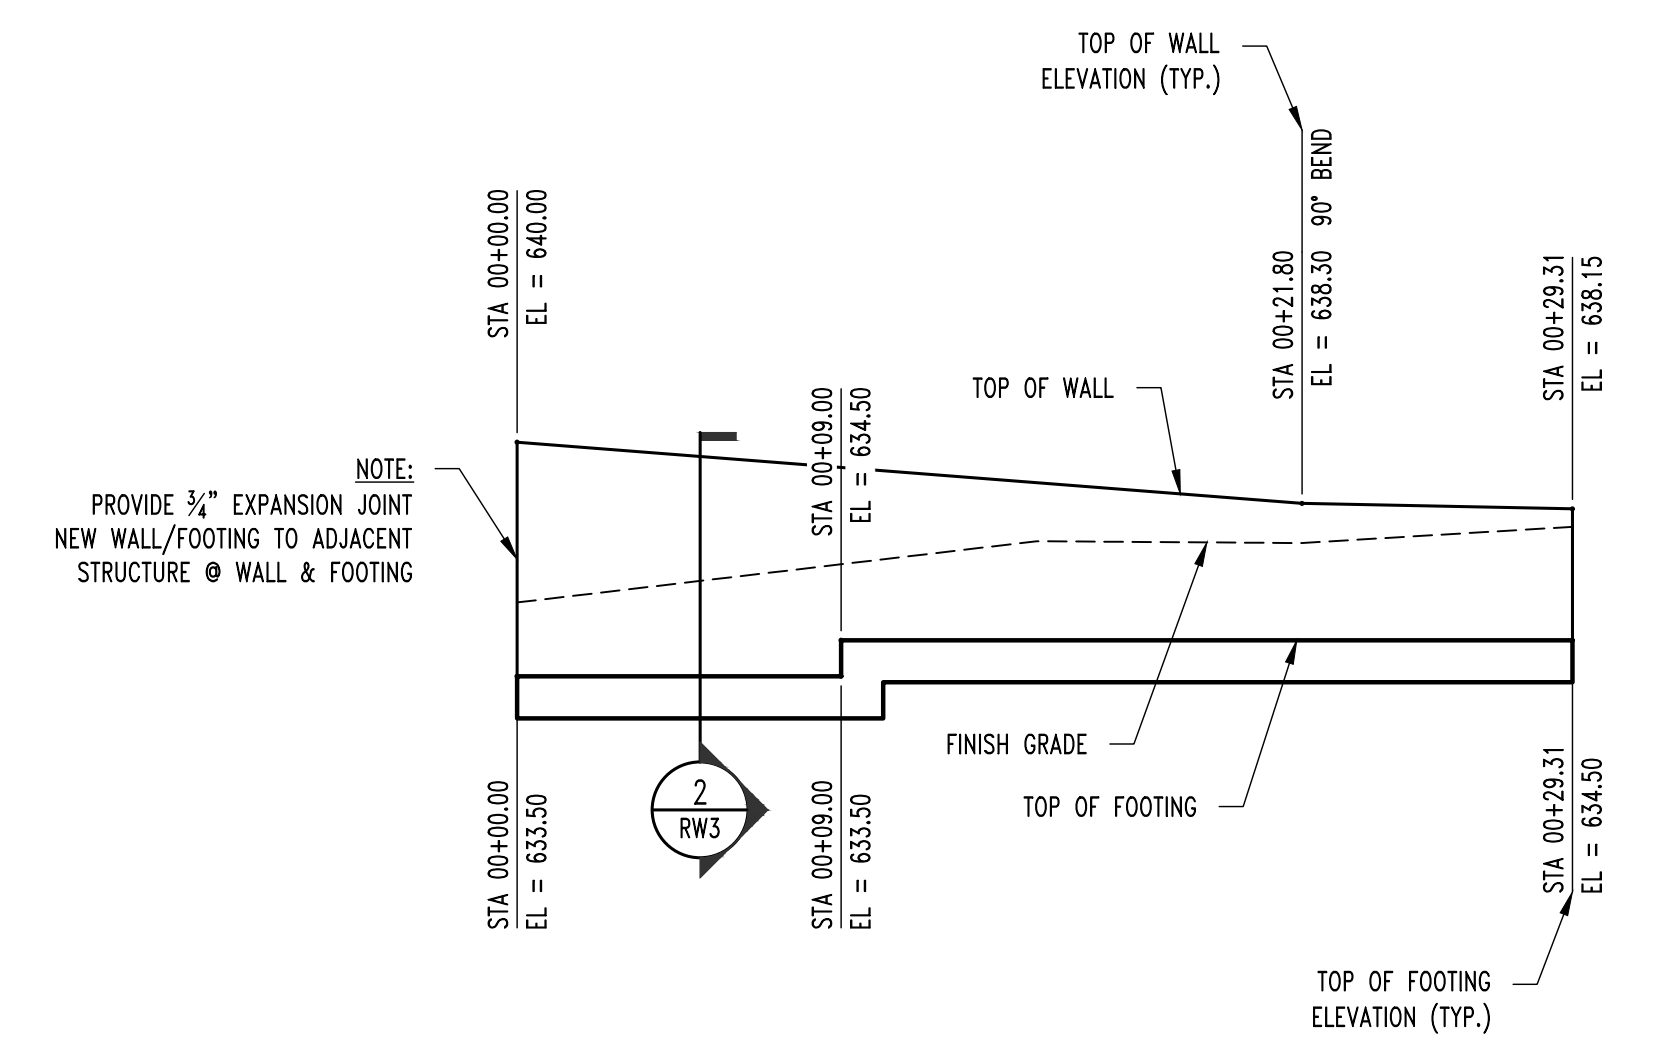 TOP OF WALL
ELEVATION (TYP.)
STA 00+00.00
EL = 640.00
STA 00+21.80
EL = 638.30 90° BEND
STA 00+29.31
EL = 638.15
TOP OF WALL
STA 00+09.00
EL = 634.50
NOTE:
PROVIDE ¾" EXPANSION JOINT
NEW WALL/FOOTING TO ADJACENT
STRUCTURE @ WALL & FOOTING
FINISH GRADE
TOP OF FOOTING
STA 00+00.00
EL = 633.50
2
RW3
STA 00+09.00
EL = 633.50
STA 00+29.31
EL = 634.50
TOP OF FOOTING
ELEVATION (TYP.)